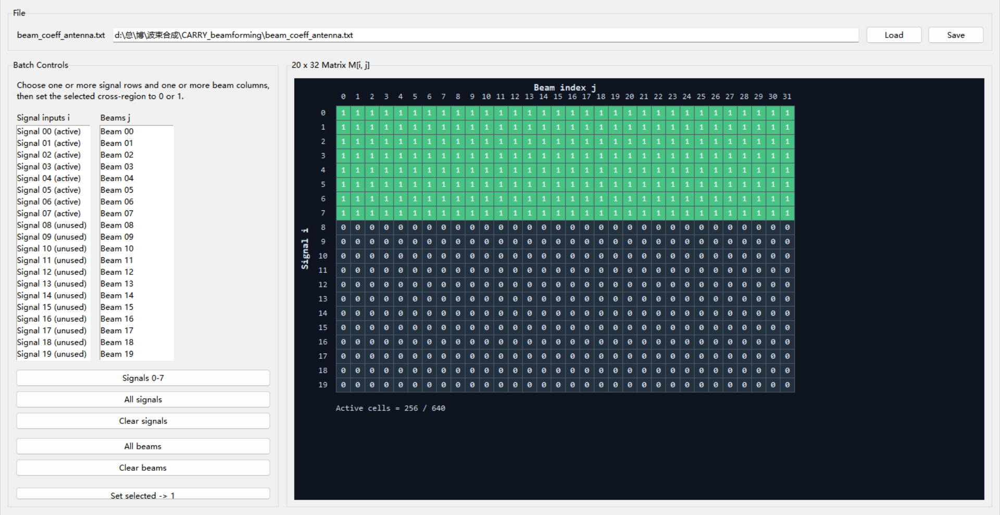 File
beam_coeff_antenna.txt d:\总\博\波束合成\CARRY_beamforming\beam_coeff_antenna.txt Load Save
Batch Controls
Choose one or more signal rows and one or more beam columns,
then set the selected cross-region to 0 or 1.
Signal inputs i Beams j
Signal 00 (active) Beam 00
Signal 01 (active) Beam 01
Signal 02 (active) Beam 02
Signal 03 (active) Beam 03
Signal 04 (active) Beam 04
Signal 05 (active) Beam 05
Signal 06 (active) Beam 06
Signal 07 (active) Beam 07
Signal 08 (unused) Beam 08
Signal 09 (unused) Beam 09
Signal 10 (unused) Beam 10
Signal 11 (unused) Beam 11
Signal 12 (unused) Beam 12
Signal 13 (unused) Beam 13
Signal 14 (unused) Beam 14
Signal 15 (unused) Beam 15
Signal 16 (unused) Beam 16
Signal 17 (unused) Beam 17
Signal 18 (unused) Beam 18
Signal 19 (unused) Beam 19
Signals 0-7
All signals
Clear signals
All beams
Clear beams
Set selected -> 1
20 x 32 Matrix M[i, j]
Beam index j
0 1 2 3 4 5 6 7 8 9 10 11 12 13 14 15 16 17 18 19 20 21 22 23 24 25 26 27 28 29 30 31
Signal i
0 1 1 1 1 1 1 1 1 1 1 1 1 1 1 1 1 1 1 1 1 1 1 1 1 1 1 1 1 1 1 1 1
1 1 1 1 1 1 1 1 1 1 1 1 1 1 1 1 1 1 1 1 1 1 1 1 1 1 1 1 1 1 1 1 1
2 1 1 1 1 1 1 1 1 1 1 1 1 1 1 1 1 1 1 1 1 1 1 1 1 1 1 1 1 1 1 1 1
3 1 1 1 1 1 1 1 1 1 1 1 1 1 1 1 1 1 1 1 1 1 1 1 1 1 1 1 1 1 1 1 1
4 1 1 1 1 1 1 1 1 1 1 1 1 1 1 1 1 1 1 1 1 1 1 1 1 1 1 1 1 1 1 1 1
5 1 1 1 1 1 1 1 1 1 1 1 1 1 1 1 1 1 1 1 1 1 1 1 1 1 1 1 1 1 1 1 1
6 1 1 1 1 1 1 1 1 1 1 1 1 1 1 1 1 1 1 1 1 1 1 1 1 1 1 1 1 1 1 1 1
7 1 1 1 1 1 1 1 1 1 1 1 1 1 1 1 1 1 1 1 1 1 1 1 1 1 1 1 1 1 1 1 1
8 0 0 0 0 0 0 0 0 0 0 0 0 0 0 0 0 0 0 0 0 0 0 0 0 0 0 0 0 0 0 0 0
9 0 0 0 0 0 0 0 0 0 0 0 0 0 0 0 0 0 0 0 0 0 0 0 0 0 0 0 0 0 0 0 0
10 0 0 0 0 0 0 0 0 0 0 0 0 0 0 0 0 0 0 0 0 0 0 0 0 0 0 0 0 0 0 0 0
11 0 0 0 0 0 0 0 0 0 0 0 0 0 0 0 0 0 0 0 0 0 0 0 0 0 0 0 0 0 0 0 0
12 0 0 0 0 0 0 0 0 0 0 0 0 0 0 0 0 0 0 0 0 0 0 0 0 0 0 0 0 0 0 0 0
13 0 0 0 0 0 0 0 0 0 0 0 0 0 0 0 0 0 0 0 0 0 0 0 0 0 0 0 0 0 0 0 0
14 0 0 0 0 0 0 0 0 0 0 0 0 0 0 0 0 0 0 0 0 0 0 0 0 0 0 0 0 0 0 0 0
15 0 0 0 0 0 0 0 0 0 0 0 0 0 0 0 0 0 0 0 0 0 0 0 0 0 0 0 0 0 0 0 0
16 0 0 0 0 0 0 0 0 0 0 0 0 0 0 0 0 0 0 0 0 0 0 0 0 0 0 0 0 0 0 0 0
17 0 0 0 0 0 0 0 0 0 0 0 0 0 0 0 0 0 0 0 0 0 0 0 0 0 0 0 0 0 0 0 0
18 0 0 0 0 0 0 0 0 0 0 0 0 0 0 0 0 0 0 0 0 0 0 0 0 0 0 0 0 0 0 0 0
19 0 0 0 0 0 0 0 0 0 0 0 0 0 0 0 0 0 0 0 0 0 0 0 0 0 0 0 0 0 0 0 0
Active cells = 256 / 640